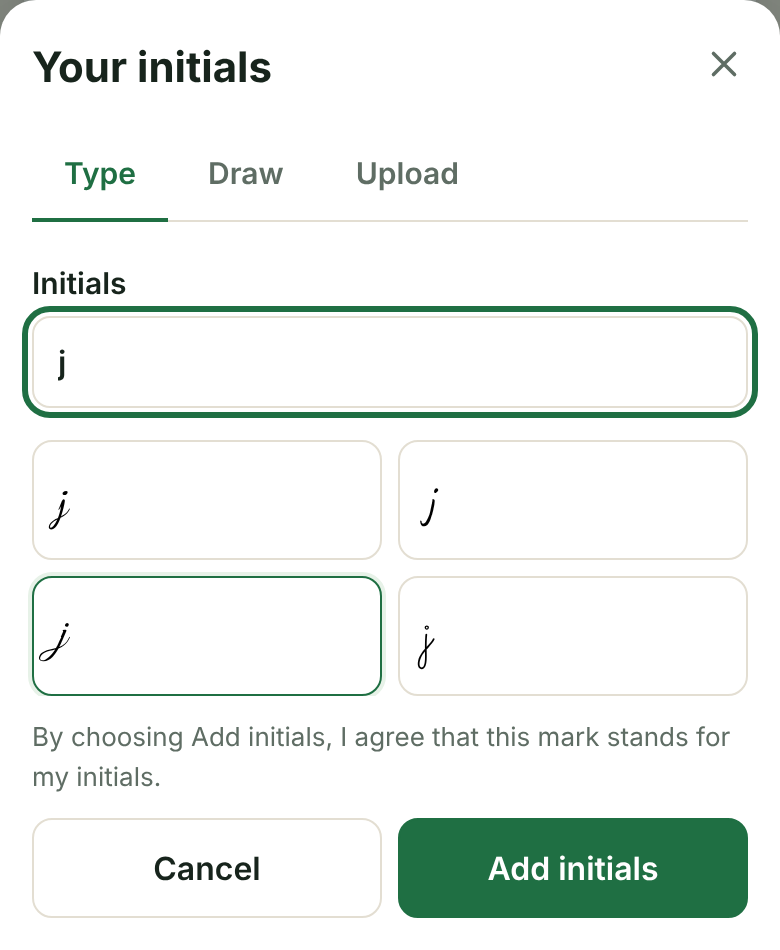 Your initials
Type Draw Upload
Initials
j
j j
j j
By choosing Add initials, I agree that this mark stands for
my initials.
Cancel Add initials